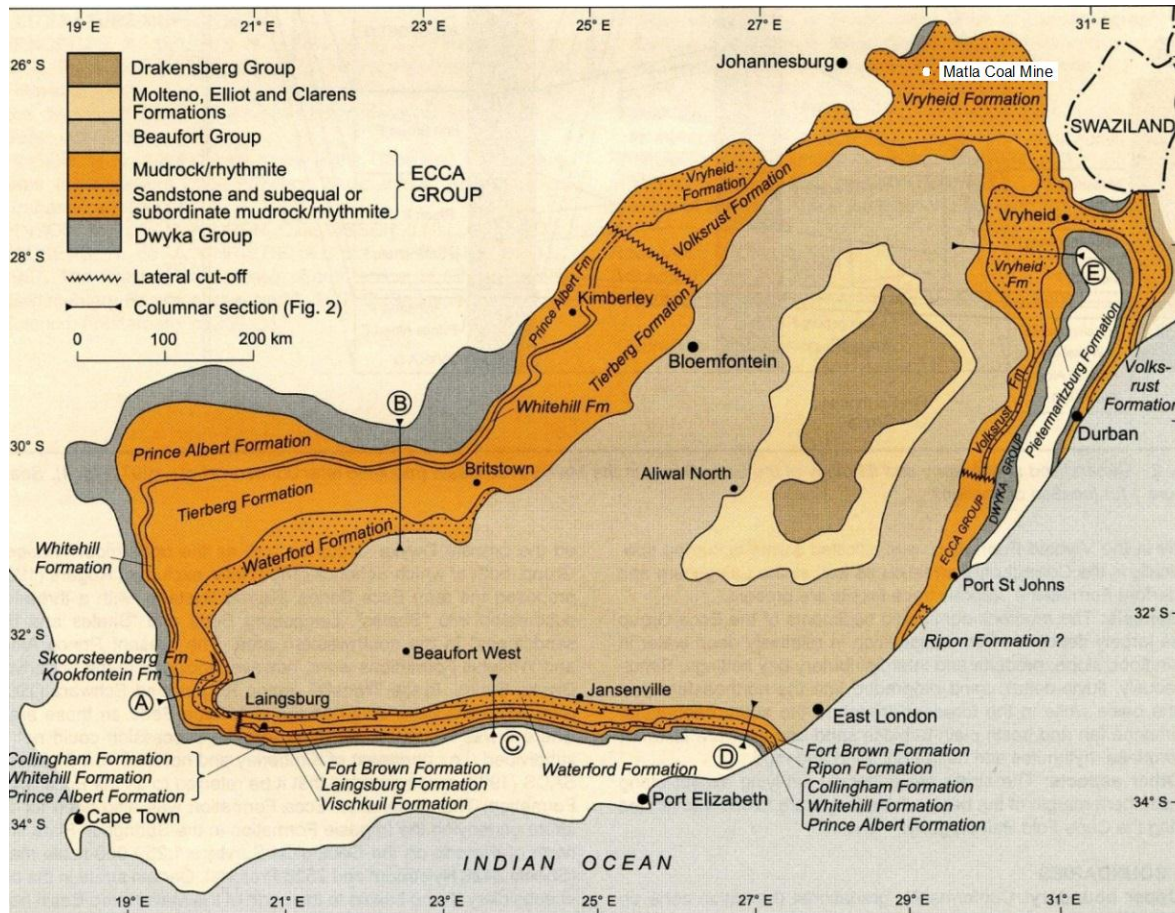 19° E
21° E
23° E
25° E
27° E
29° E
31° E
26° S
28° S
30° S
32° S
34° S
Drakensberg Group
Molteno, Elliot and Clarens
Formations
Beaufort Group
Mudrock/rhythmite
Sandstone and subequal or
subordinate mudrock/rhythmite
ECCA
GROUP
Dwyka Group
Lateral cut-off
Columnar section (Fig. 2)
0 100 200 km
Johannesburg
Matla Coal Mine
Vryheid Formation
SWAZILAND
Vryheid
Formation
Volksrust Formation
Vryheid
Vryheid
Fm
E
Prince Albert Fm
Kimberley
Tierberg Formation
Bloemfontein
Whitehill Fm
Pietermaritzburg Formation
Volks-
rust
Formation
Volksrust Fm
DWYKA GROUP
Durban
B
Prince Albert Formation
Britstown
Aliwal North
Tierberg Formation
Waterford Formation
ECCA GROUP
Whitehill
Formation
Port St Johns
Ripon Formation ?
Skoorsteenberg Fm
Kookfontein Fm
Beaufort West
A
Laingsburg
Jansenville
East London
C
D
Collingham Formation
Whitehill Formation
Prince Albert Formation
Fort Brown Formation
Laingsburg Formation
Vischkuil Formation
Waterford Formation
Fort Brown Formation
Ripon Formation
Collingham Formation
Whitehill Formation
Prince Albert Formation
Port Elizabeth
Cape Town
34° S
INDIAN OCEAN
19° E
21° E
23° E
25° E
27° E
29° E